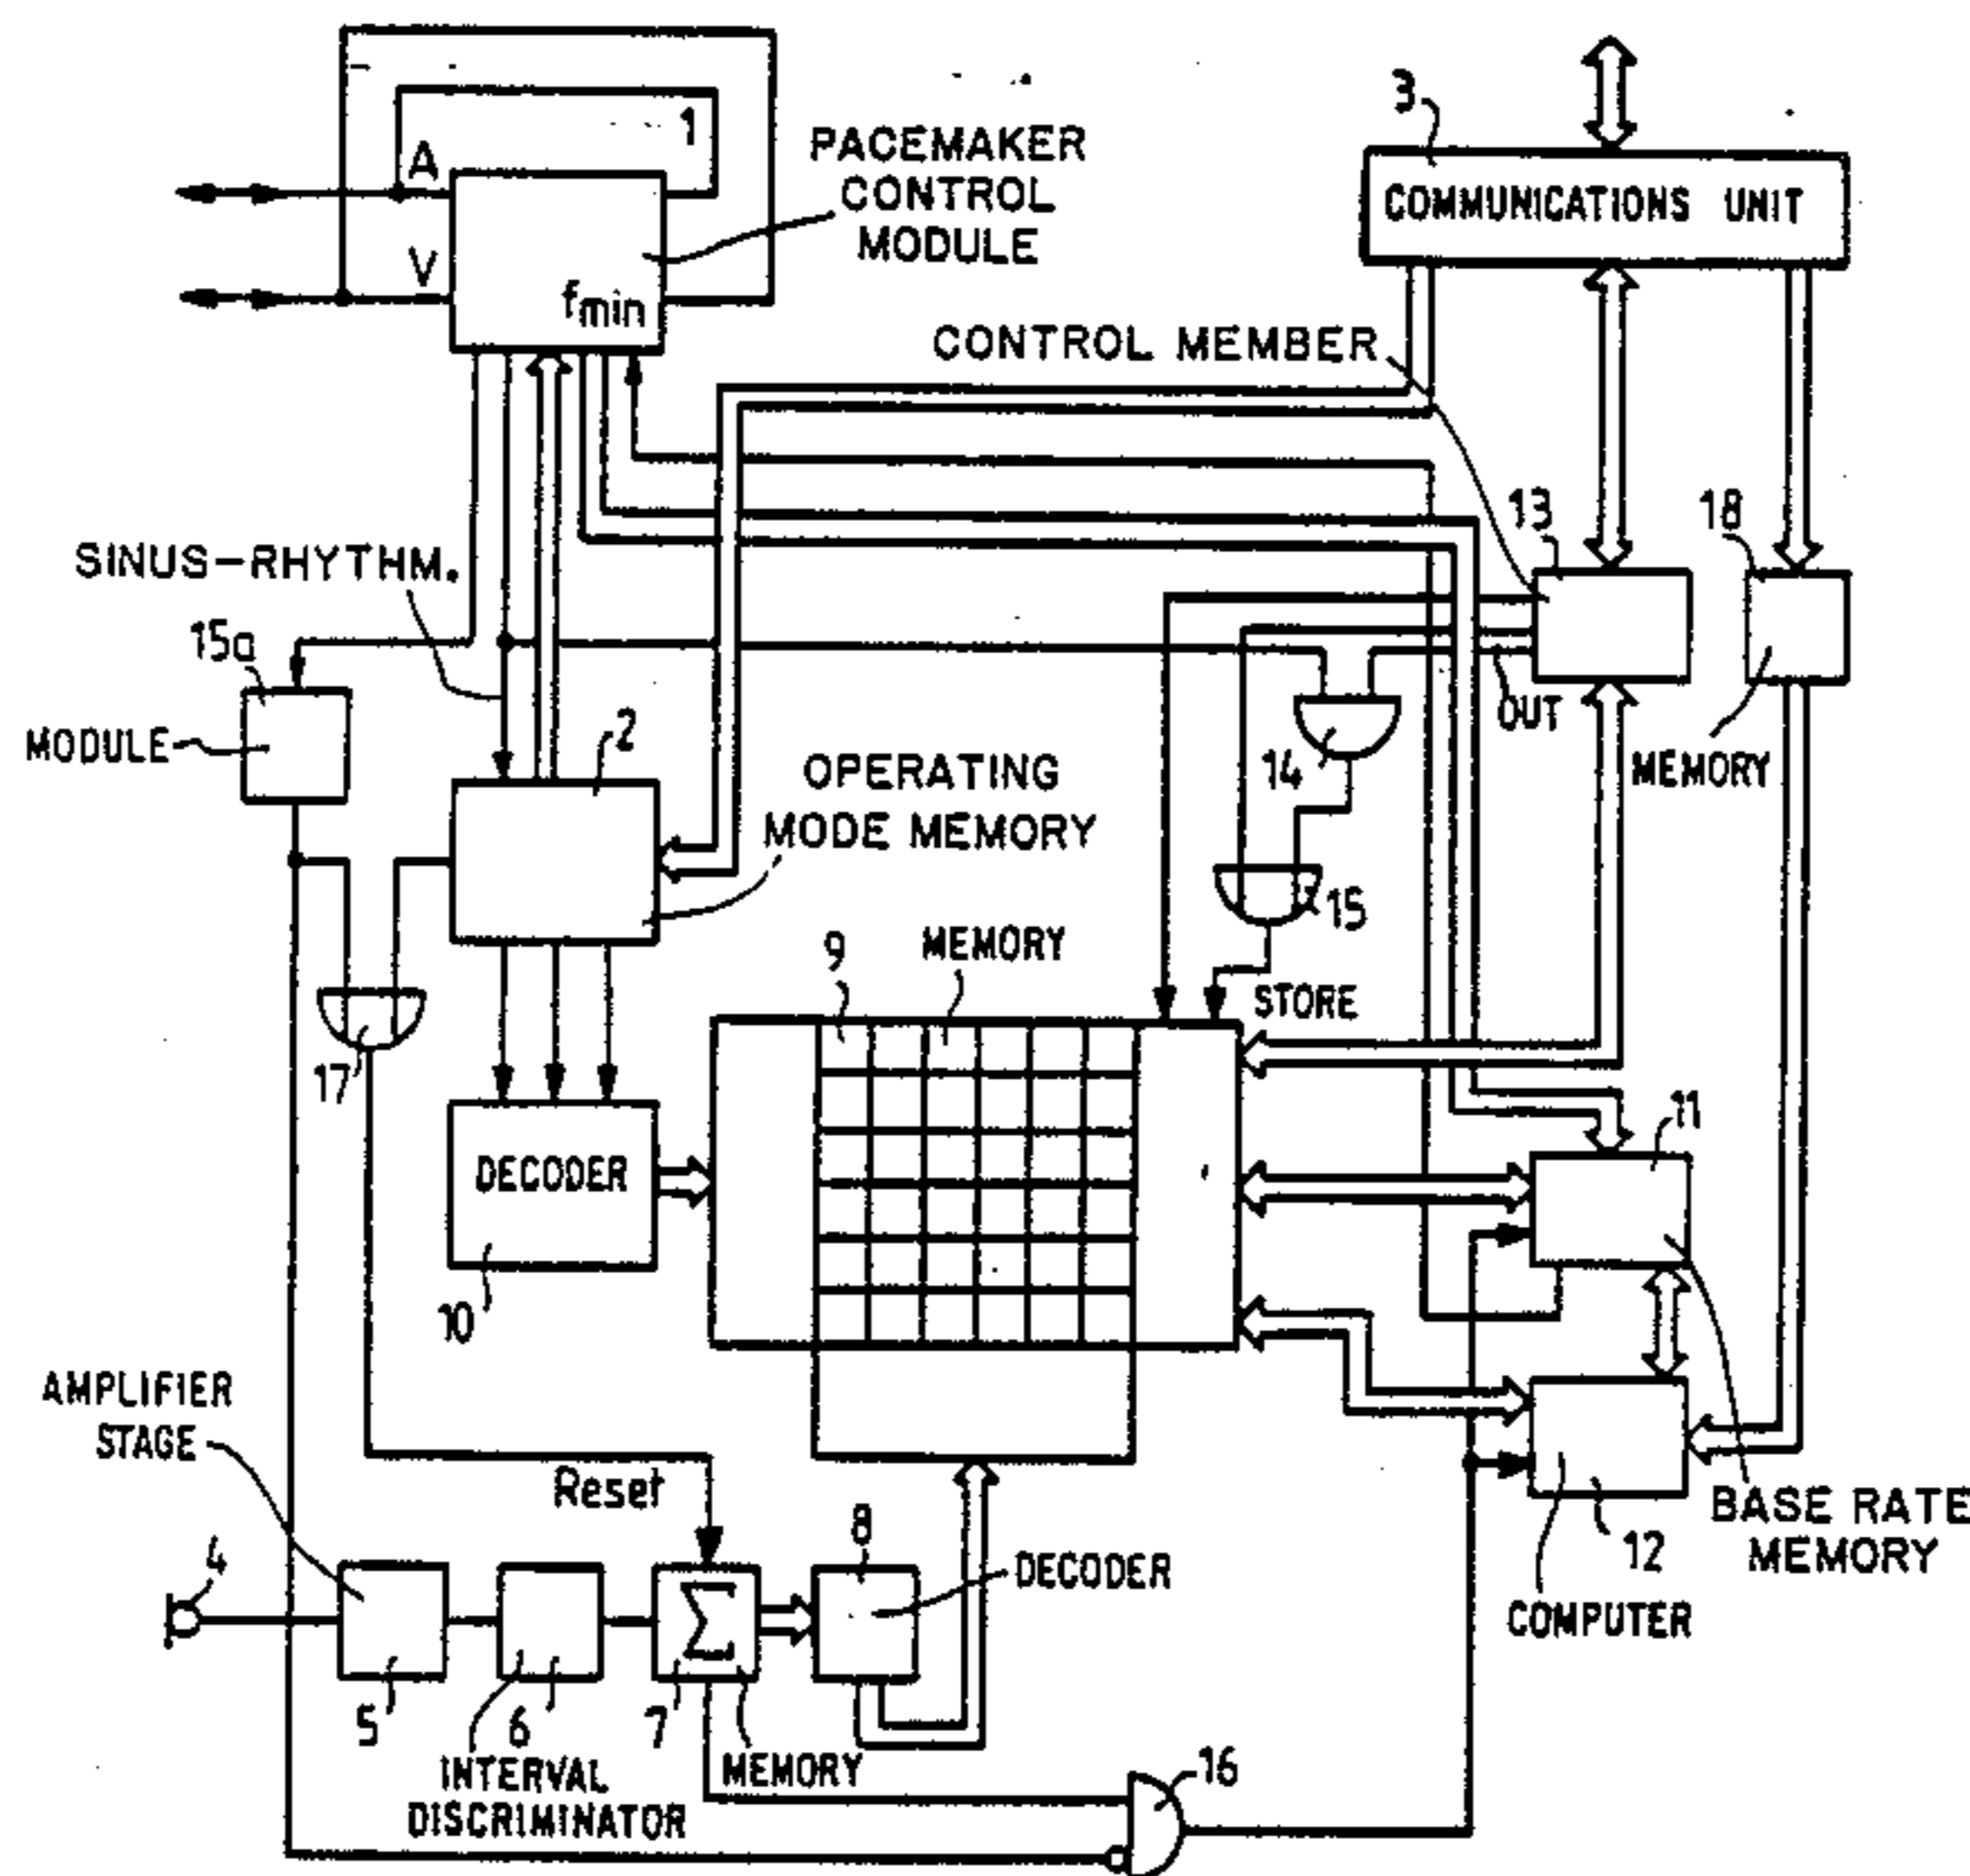 1
A
V
fmin
PACEMAKER
CONTROL
MODULE
3
COMMUNICATIONS UNIT
CONTROL MEMBER
SINUS-RHYTHM.
13
18
15a
MODULE
2
OPERATING
MODE MEMORY
14
OUT
MEMORY
15
9
MEMORY
STORE
17
DECODER
10
11
AMPLIFIER
STAGE
Reset
4
8
DECODER
12
BASE RATE
MEMORY
COMPUTER
Σ
5
6
7
MEMORY
INTERVAL
DISCRIMINATOR
16